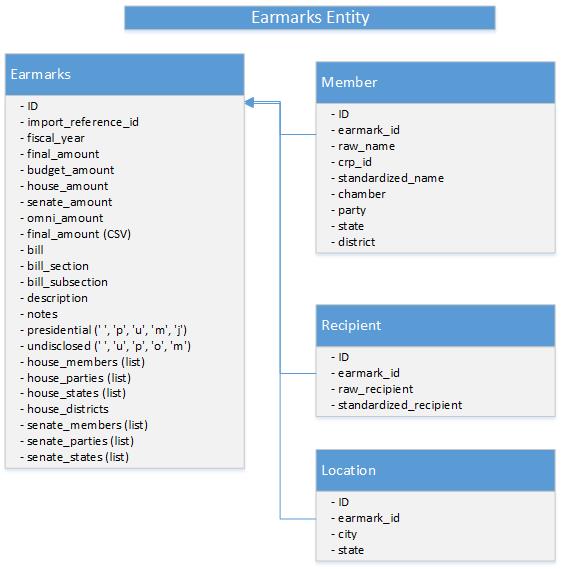 Earmarks Entity
Earmarks
- ID
- import_reference_id
- fiscal_year
- final_amount
- budget_amount
- house_amount
- senate_amount
- omni_amount
- final_amount (CSV)
- bill
- bill_section
- bill_subsection
- description
- notes
- presidential (' ', 'p', 'u', 'm', 'j')
- undisclosed (' ', 'u', 'p', 'o', 'm')
- house_members (list)
- house_parties (list)
- house_states (list)
- house_districts
- senate_members (list)
- senate_parties (list)
- senate_states (list)
Member
- ID
- earmark_id
- raw_name
- crp_id
- standardized_name
- chamber
- party
- state
- district
Recipient
- ID
- earmark_id
- raw_recipient
- standardized_recipient
Location
- ID
- earmark_id
- city
- state